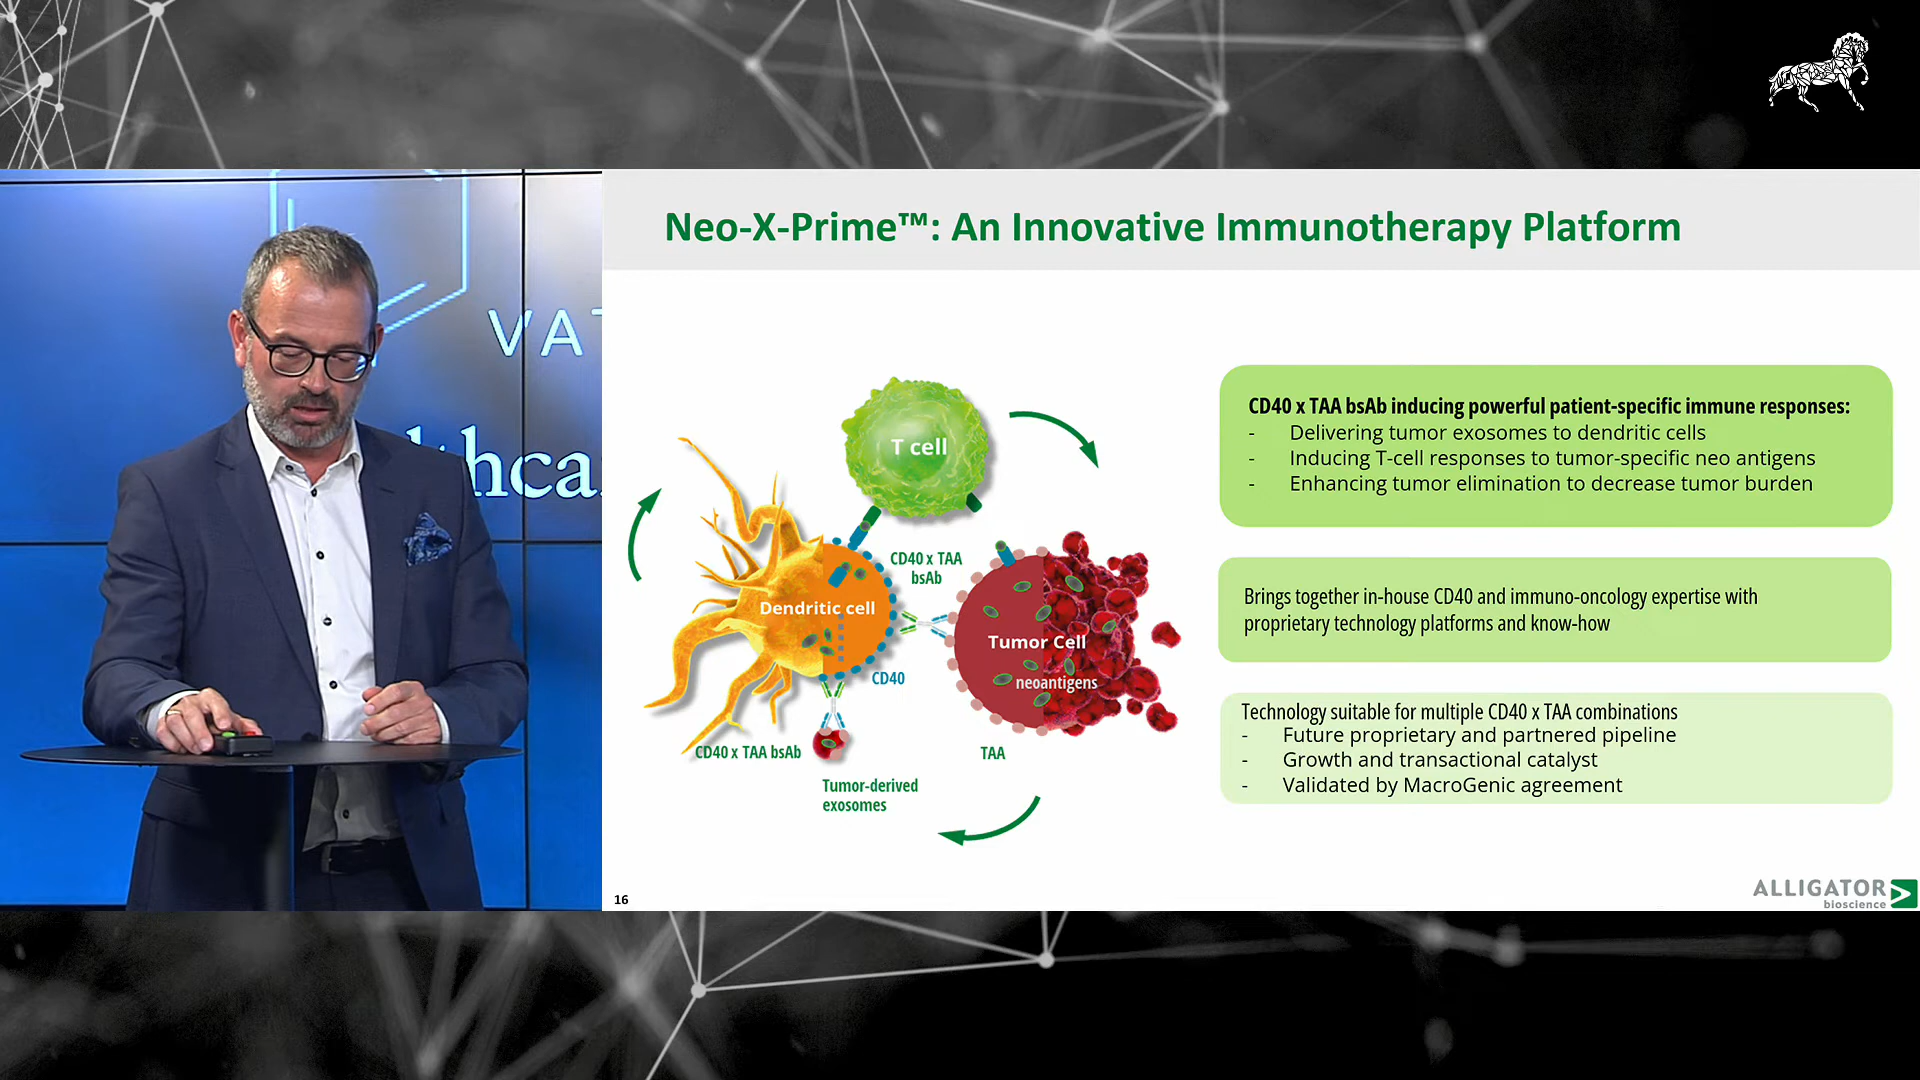 VAT
hca
Neo-X-Prime™: An Innovative Immunotherapy Platform
T cell
CD40 x TAA
bsAb
Dendritic cell
Tumor Cell
neoantigens
CD40
CD40 x TAA bsAb
TAA
Tumor-derived
exosomes
CD40 x TAA bsAb inducing powerful patient-specific immune responses:
- Delivering tumor exosomes to dendritic cells
- Inducing T-cell responses to tumor-specific neo antigens
- Enhancing tumor elimination to decrease tumor burden
Brings together in-house CD40 and immuno-oncology expertise with
proprietary technology platforms and know-how
Technology suitable for multiple CD40 x TAA combinations
- Future proprietary and partnered pipeline
- Growth and transactional catalyst
- Validated by MacroGenic agreement
16
ALLIGATOR
bioscience